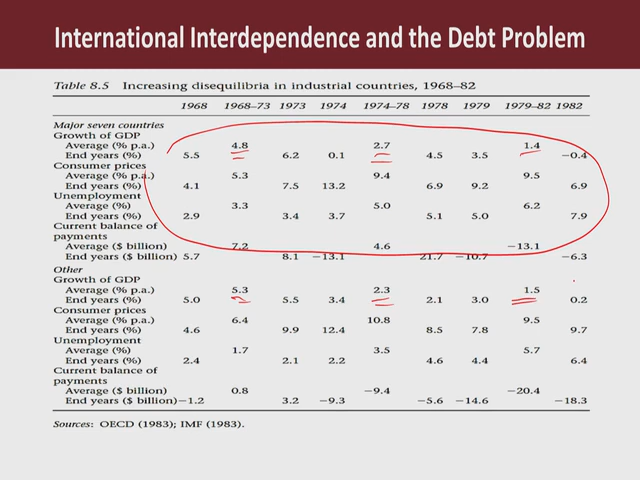 International Interdependence and the Debt Problem
Table 8.5 Increasing disequilibria in industrial countries, 1968–82
1968 1968–73 1973 1974 1974–78 1978 1979 1979–82 1982
Major seven countries
Growth of GDP
Average (% p.a.) 4.8 2.7 1.4
End years (%) 5.5 6.2 0.1 4.5 3.5 −0.4
Consumer prices
Average (% p.a.) 5.3 9.4 9.5
End years (%) 4.1 7.5 13.2 6.9 9.2 6.9
Unemployment
Average (%) 3.3 5.0 6.2
End years (%) 2.9 3.4 3.7 5.1 5.0 7.9
Current balance of
payments
Average ($ billion) 7.2 4.6 −13.1
End years ($ billion) 5.7 8.1 −13.1 21.7 −10.7 −6.3
Other
Growth of GDP
Average (% p.a.) 5.3 2.3 1.5
End years (%) 5.0 5.5 3.4 2.1 3.0 0.2
Consumer prices
Average (% p.a.) 6.4 10.8 9.5
End years (%) 4.6 9.9 12.4 8.5 7.8 9.7
Unemployment
Average (%) 1.7 3.5 5.7
End years (%) 2.4 2.1 2.2 4.6 4.4 6.4
Current balance of
payments
Average ($ billion) 0.8 −9.4 −20.4
End years ($ billion) −1.2 3.2 −9.3 −5.6 −14.6 −18.3
Sources: OECD (1983); IMF (1983).